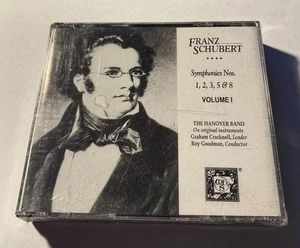 FRANZ
SCHUBERT
Symphonies Nos.
1, 2, 3, 5 & 8
VOLUME I
THE HANOVER BAND
On original instruments
Graham Cracknell, Leader
Roy Goodman, Conductor